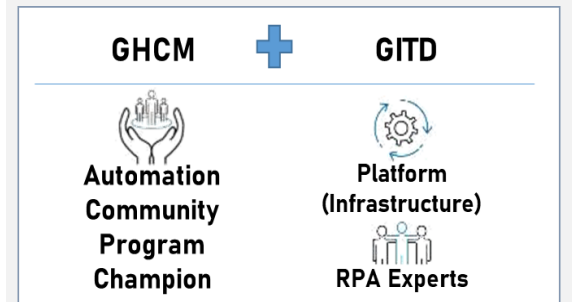 GHCM GITD
Automation
Community
Program
Champion
Platform
(Infrastructure)
RPA Experts